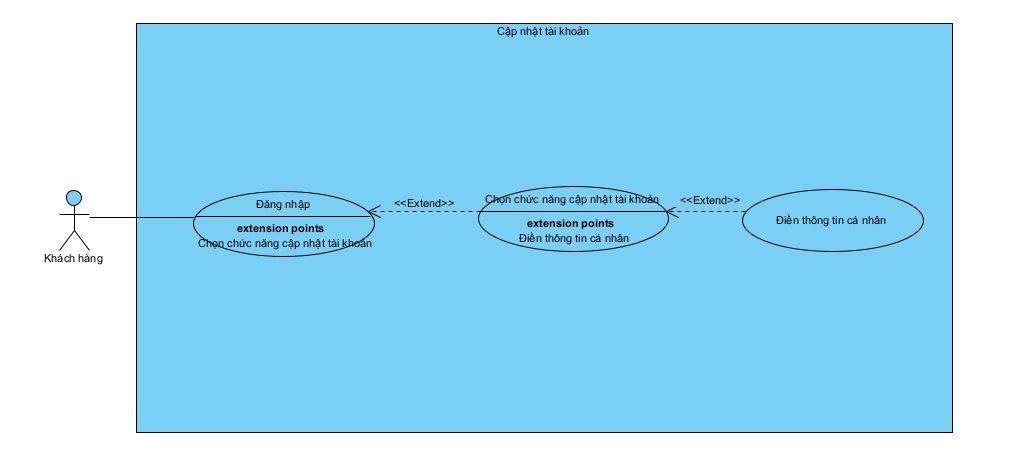 Cập nhật tài khoản
Khách hàng
Đăng nhập
extension points
Chọn chức năng cập nhật tài khoản
<<Extend>>
Chọn chức năng cập nhật tài khoản
extension points
Điền thông tin cá nhân
<<Extend>>
Điền thông tin cá nhân